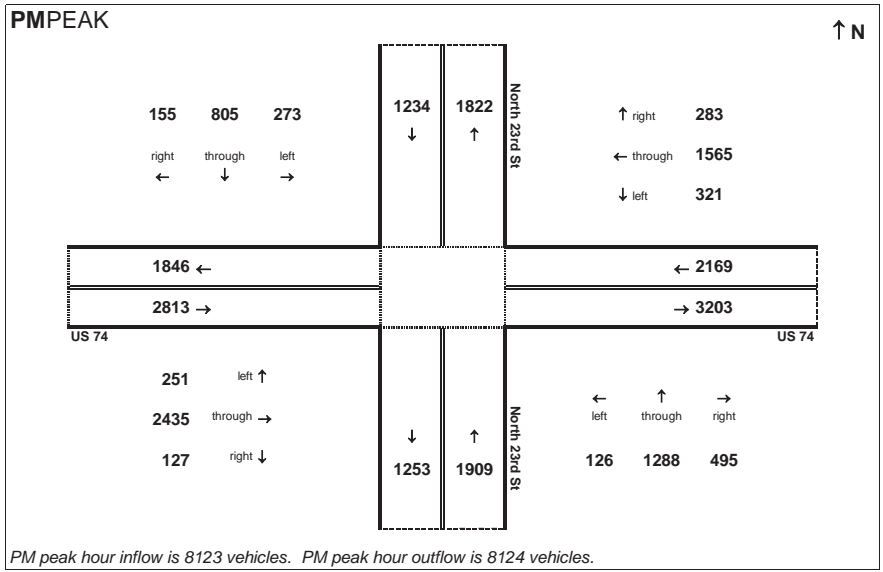 PMPEAK
↑ N
155 805 273
right through left
← ↓ →
1234 1822
↓ ↑
North 23rd St
↑ right 283
← through 1565
↓ left 321
1846 ←
← 2169
2813 →
→ 3203
US 74
US 74
251 left ↑
2435 through →
127 right ↓
↓ ↑
1253 1909
North 23rd St
← ↑ →
left through right
126 1288 495
PM peak hour inflow is 8123 vehicles. PM peak hour outflow is 8124 vehicles.